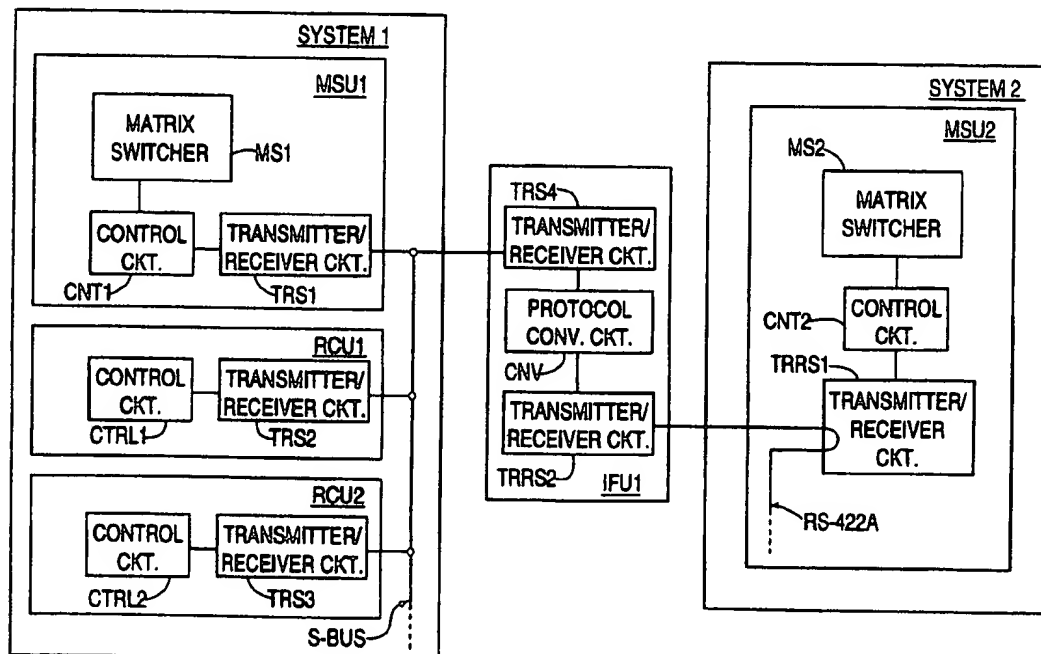 SYSTEM 1
MSU1
MATRIX
SWITCHER
MS1
CONTROL
CKT.
CNT1
TRANSMITTER/
RECEIVER CKT.
TRS1
RCU1
CONTROL
CKT.
CTRL1
TRANSMITTER/
RECEIVER CKT.
TRS2
RCU2
CONTROL
CKT.
CTRL2
TRANSMITTER/
RECEIVER CKT.
TRS3
S-BUS
TRS4
TRANSMITTER/
RECEIVER CKT.
PROTOCOL
CONV. CKT.
CNV
TRANSMITTER/
RECEIVER CKT.
TRRS2
IFU1
SYSTEM 2
MSU2
MS2
MATRIX
SWITCHER
CNT2
CONTROL
CKT.
TRRS1
TRANSMITTER/
RECEIVER
CKT.
RS-422A